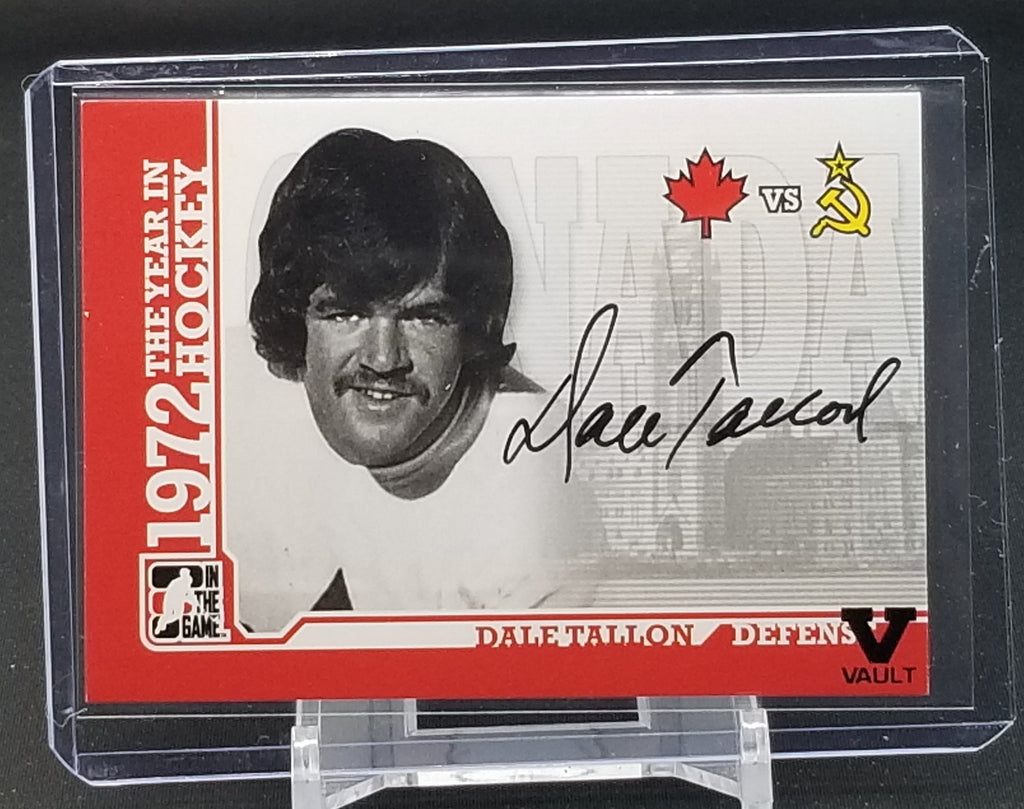 1972 THE YEAR IN
HOCKEY
CANADA
VS
Dale Tallon
IN
THE
GAME
DALE TALLON DEFENS
V
VAULT